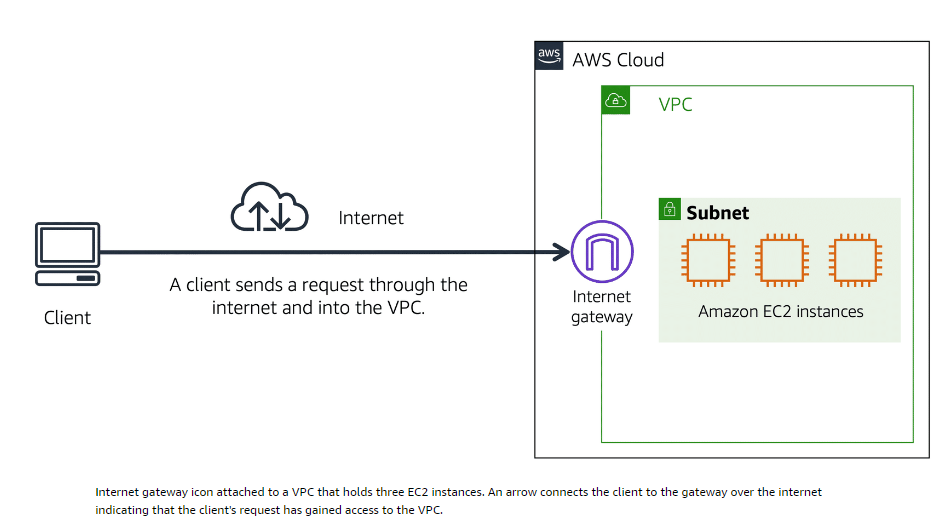 aws
AWS Cloud
VPC
Subnet
Internet
A client sends a request through the
internet and into the VPC.
Client
Internet
gateway
Amazon EC2 instances
Internet gateway icon attached to a VPC that holds three EC2 instances. An arrow connects the client to the gateway over the internet
indicating that the client's request has gained access to the VPC.